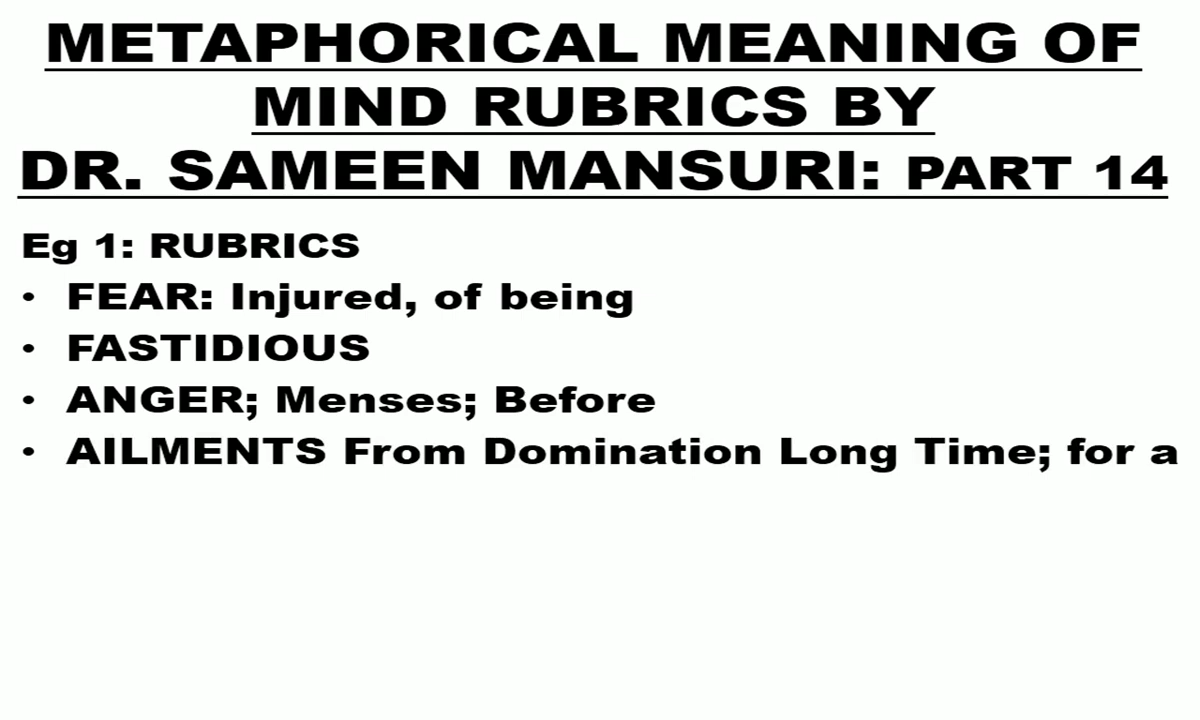 METAPHORICAL MEANING OF
MIND RUBRICS BY
DR. SAMEEN MANSURI: PART 14
Eg 1: RUBRICS
• FEAR: Injured, of being
• FASTIDIOUS
• ANGER; Menses; Before
• AILMENTS From Domination Long Time; for a